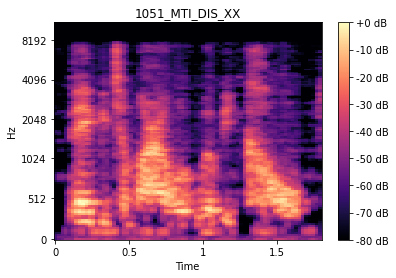 1051_MTI_DIS_XX
+0 dB
8192
-10 dB
4096
-20 dB
-30 dB
2048
Hz
-40 dB
1024
-50 dB
512
-60 dB
-70 dB
0
-80 dB
0 0.5 1 1.5
Time